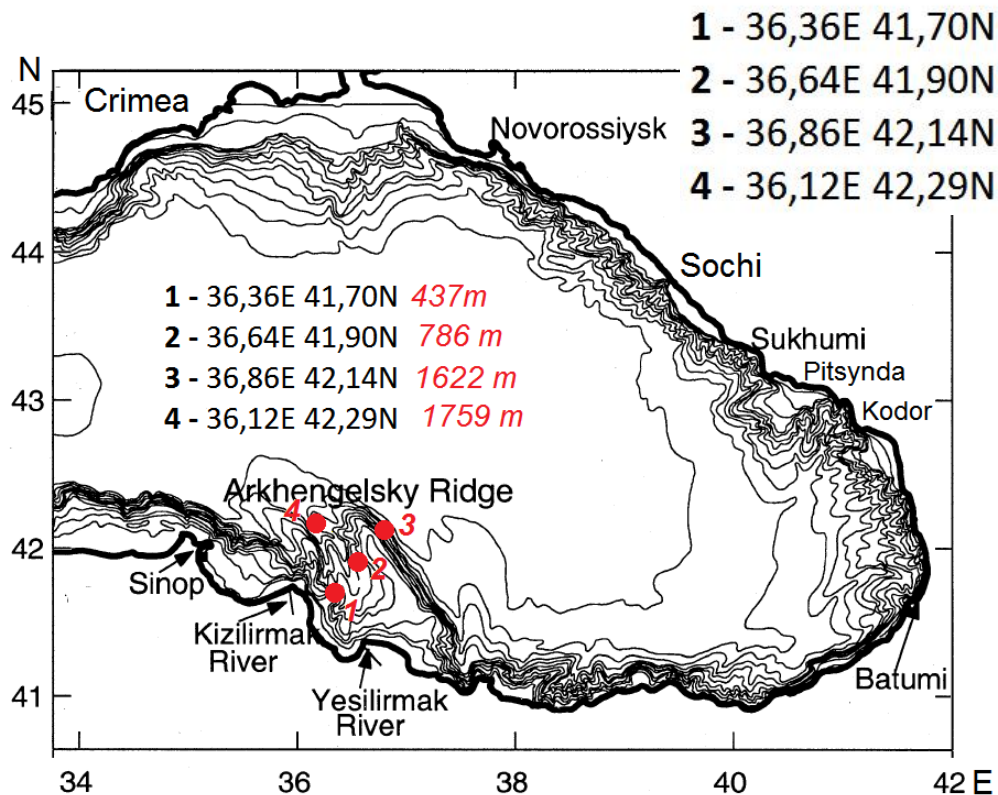 1 - 36,36E 41,70N
2 - 36,64E 41,90N
3 - 36,86E 42,14N
4 - 36,12E 42,29N
N
45
Crimea
Novorossiysk
44
Sochi
1 - 36,36E 41,70N 437m
2 - 36,64E 41,90N 786 m
3 - 36,86E 42,14N 1622 m
4 - 36,12E 42,29N 1759 m
Sukhumi
Pitsynda
43
Kodor
Arkhengelsky Ridge
4
3
42
2
Sinop
1
Kizilirmak
River
Yesilirmak
River
Batumi
41
34
36
38
40
42 E